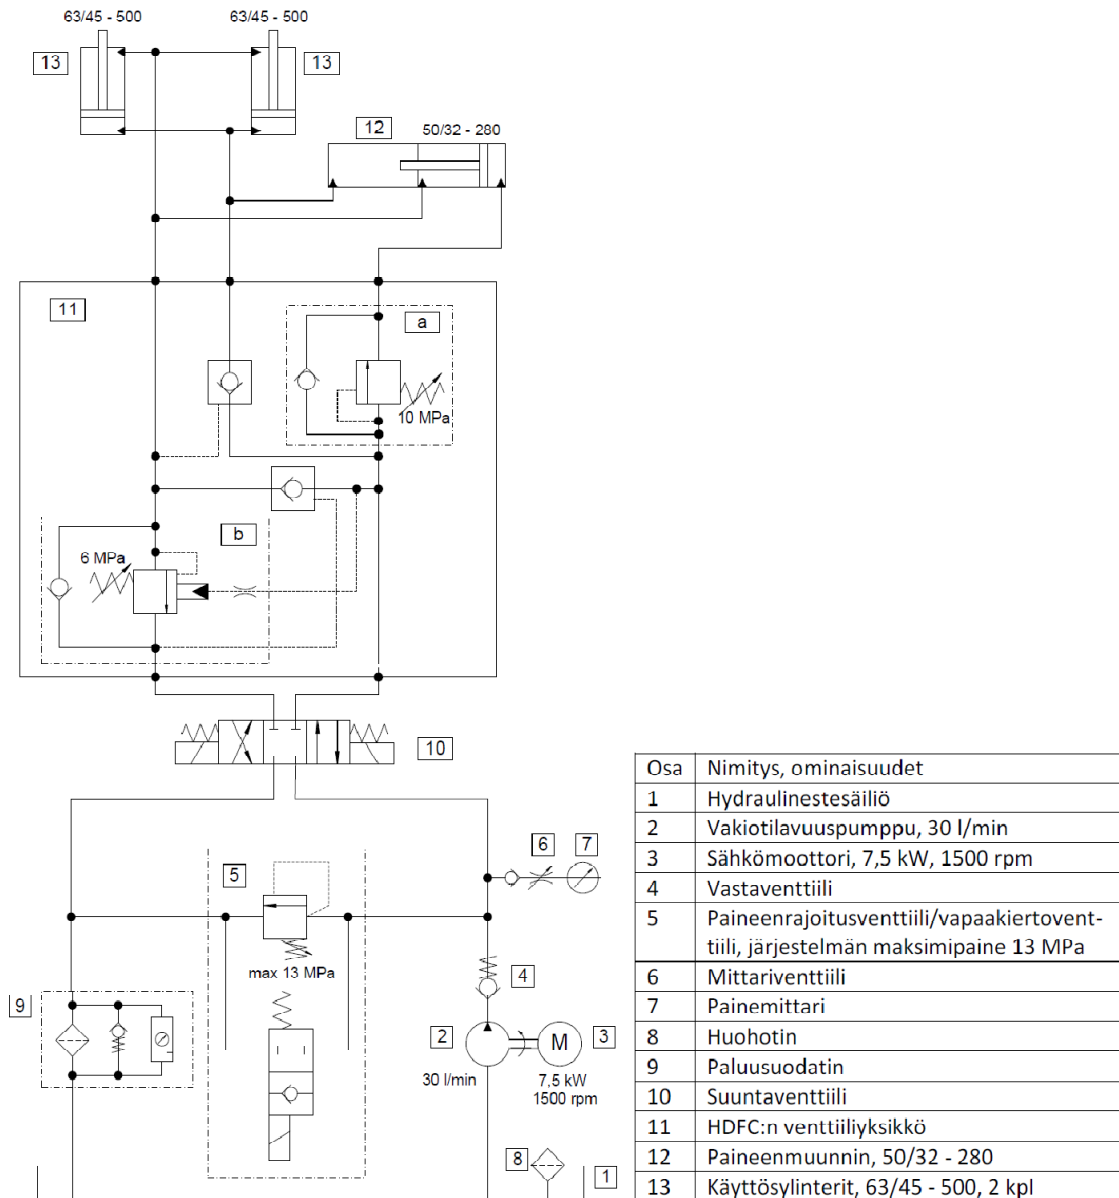 63/45 - 500
63/45 - 500
13
13
12
50/32 - 280
11
a
10 MPa
b
6 MPa
10
6
7
5
max 13 MPa
4
9
2
M
3
30 l/min
7,5 kW
1500 rpm
8
1
Osa Nimitys, ominaisuudet
1 Hydraulinestesäiliö
2 Vakiotilavuuspumppu, 30 l/min
3 Sähkömoottori, 7,5 kW, 1500 rpm
4 Vastaventtiili
5 Paineenrajoitusventtiili/vapaakiertovent-
tiili, järjestelmän maksimipaine 13 MPa
6 Mittariventtiili
7 Painemittari
8 Huohotin
9 Paluusuodatin
10 Suuntaventtiili
11 HDFC:n venttiiliyksikkö
12 Paineenmuunnin, 50/32 - 280
13 Käyttösylinterit, 63/45 - 500, 2 kpl